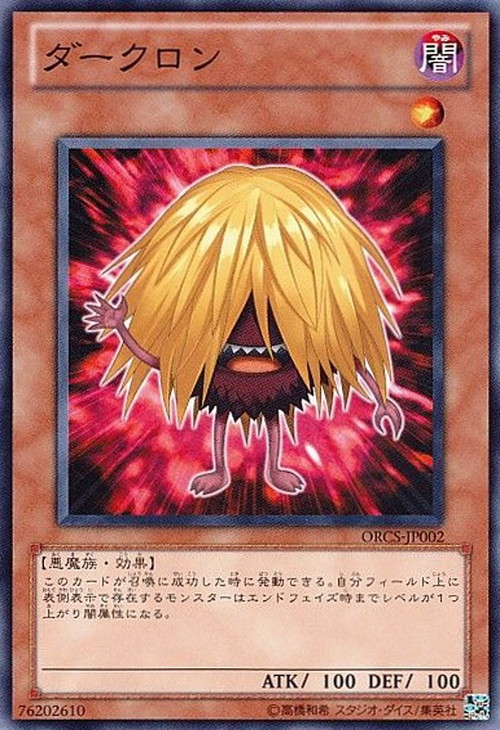 ダークロン
闇
ORCS-JP002
【悪魔族・効果】
このカードが召喚に成功した時に発動できる。自分フィールド上に
表側表示で存在するモンスターはエンドフェイズ時までレベルが１つ
上がり闇属性になる。
ATK/ 100 DEF/ 100
76202610 ©高橋和希 スタジオ・ダイス/集英社